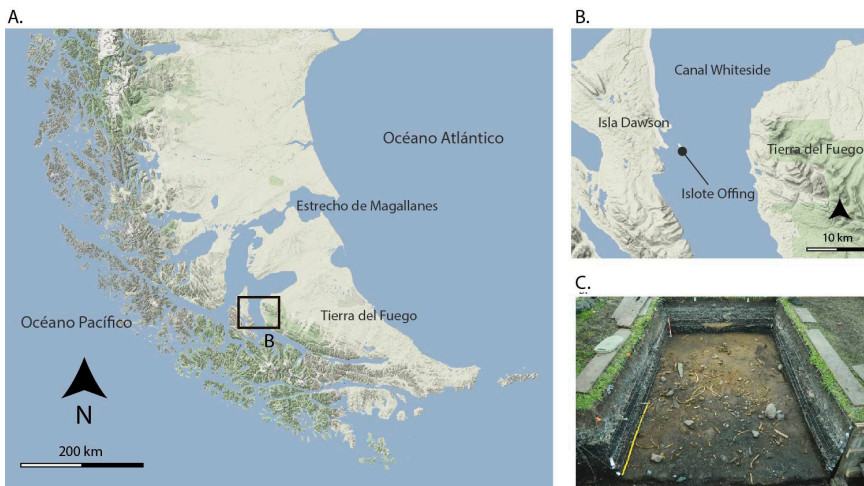 A.
Océano Atlántico
Estrecho de Magallanes
Océano Pacífico
Tierra del Fuego
B
N
200 km
B.
Canal Whiteside
Isla Dawson
Tierra del Fuego
Islote Offing
10 km
C.